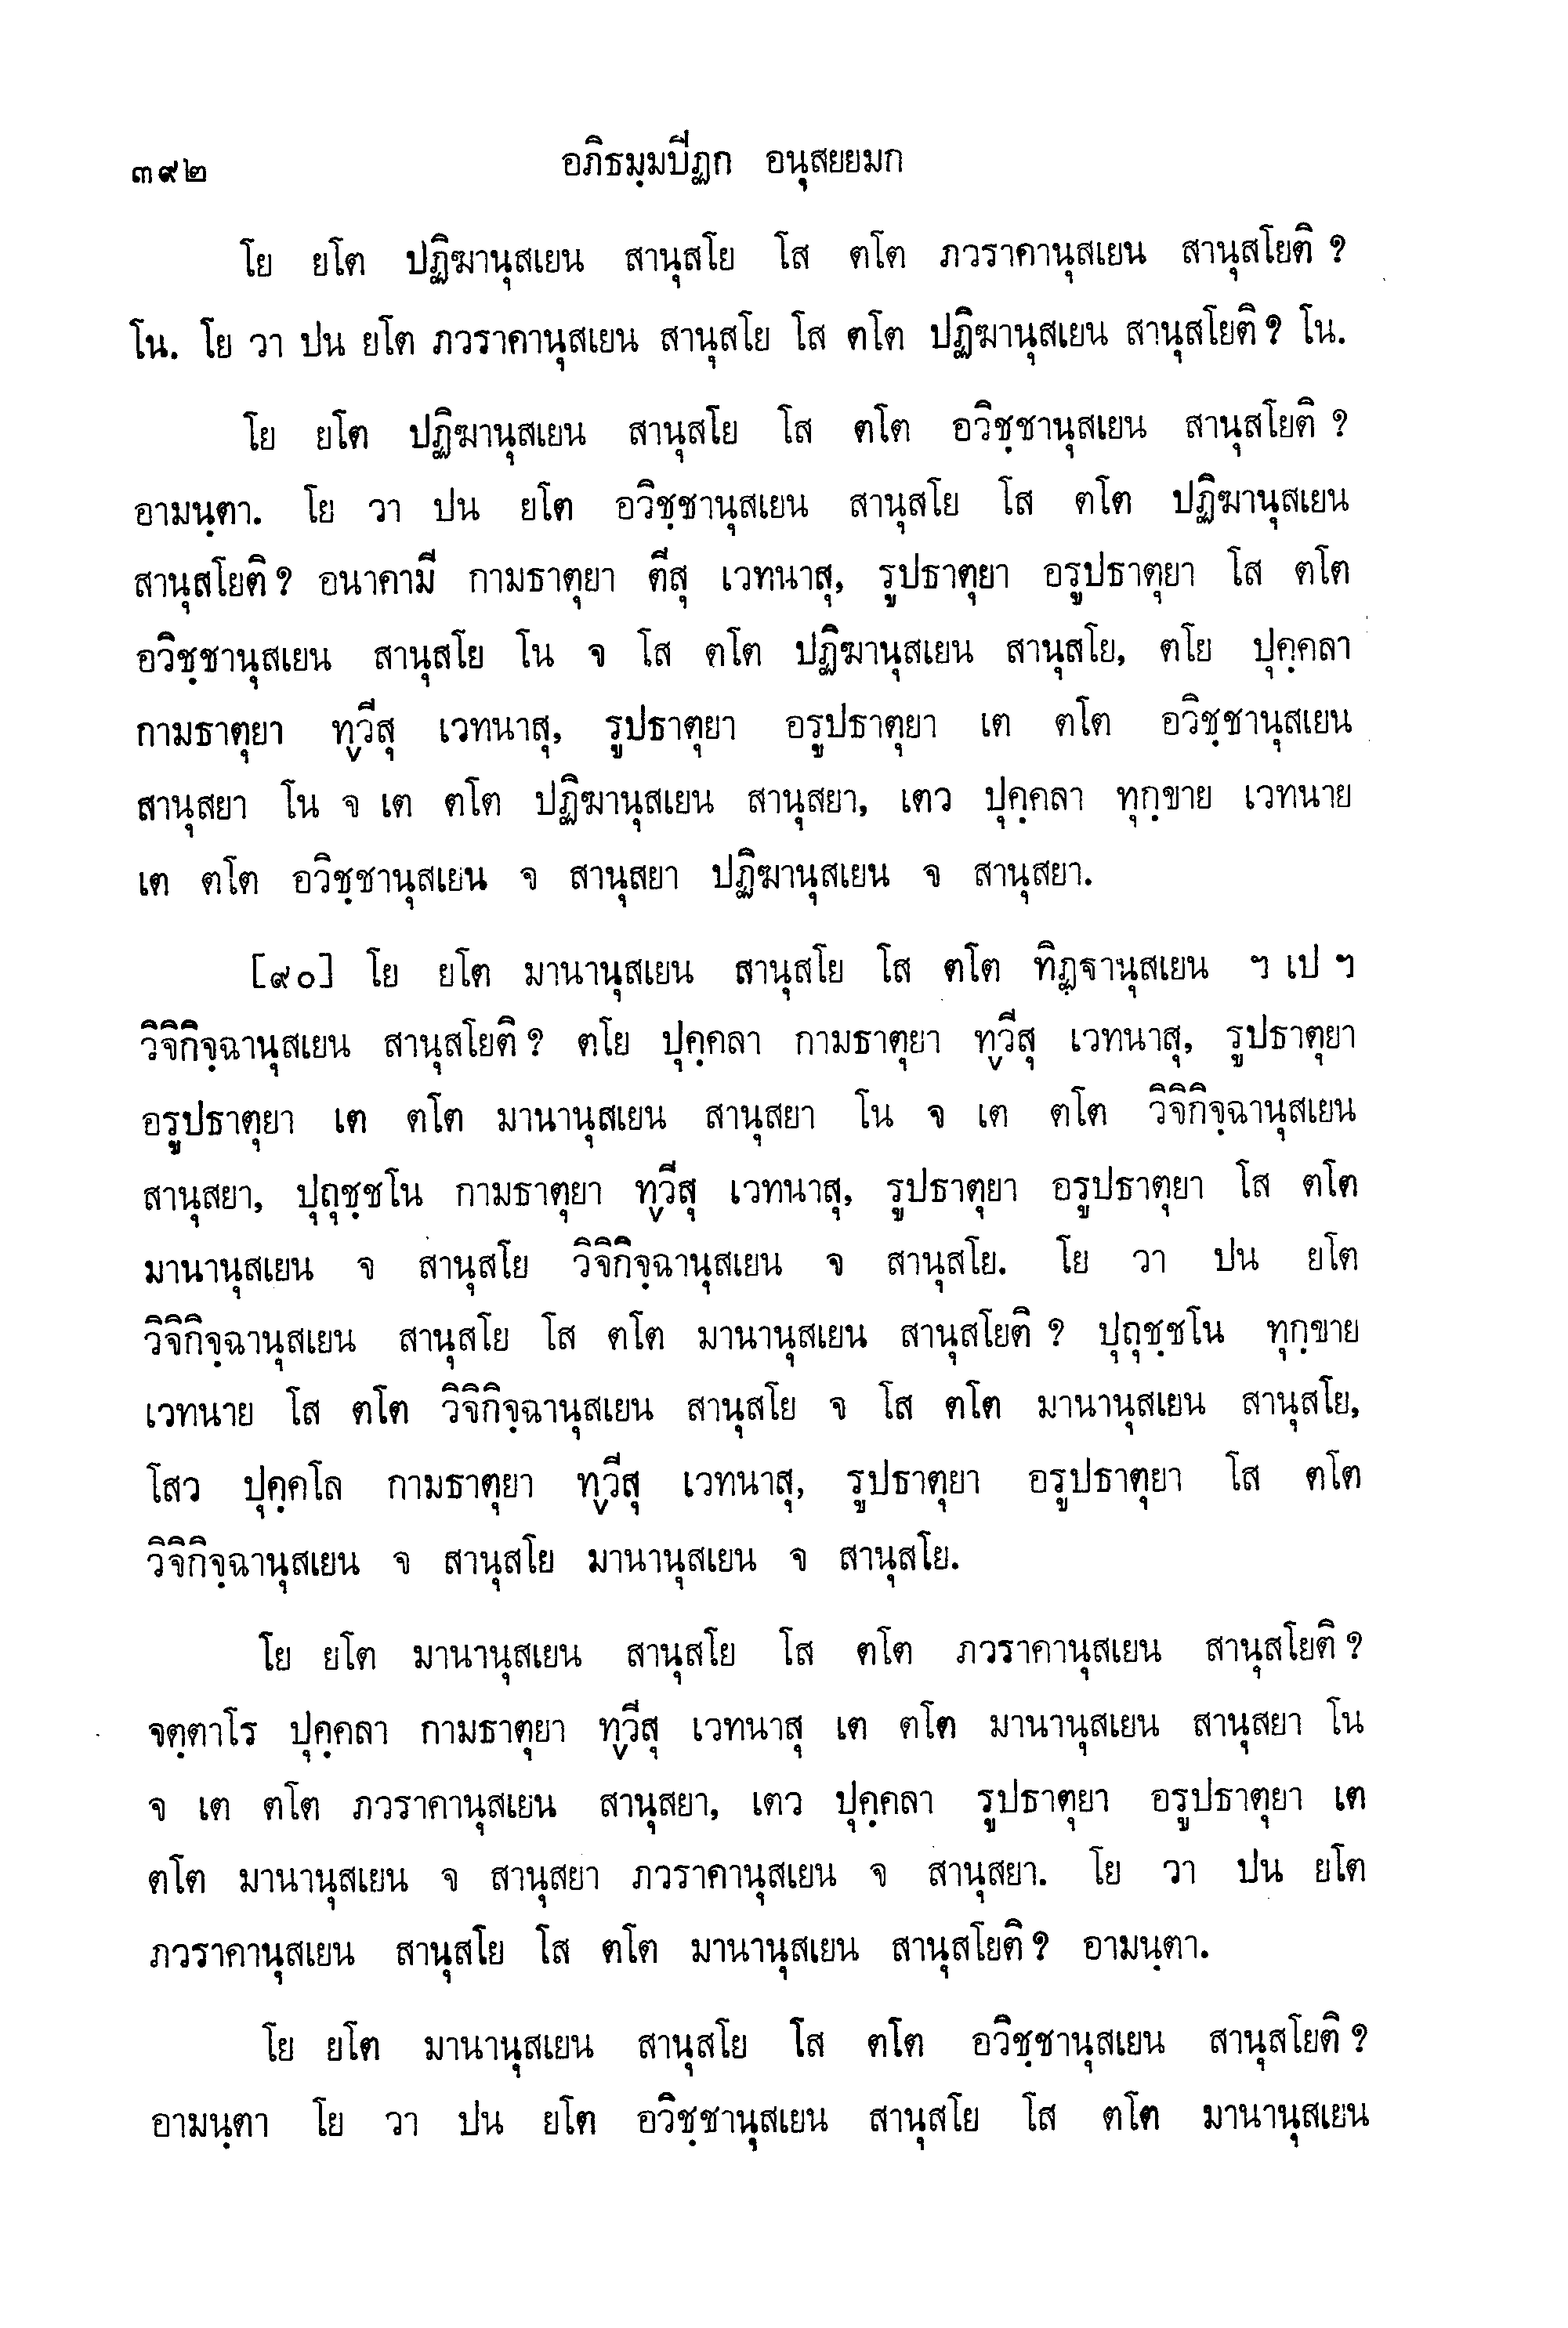 ๓๙๒ อภิธมฺมปีฏก อนุสยยมก
โย ยโต ปฏิฆานุสเยน สานุสโย โส ตโต ภวราคานุสเยน สานุสโยติ ?
โน. โย วา ปน ยโต ภวราคานุสเยน สานุสโย โส ตโต ปฏิฆานุสเยน สานุสโยติ ? โน.
โย ยโต ปฏิฆานุสเยน สานุสโย โส ตโต อวิชฺชานุสเยน สานุสโยติ ?
อามนฺตา. โย วา ปน ยโต อวิชฺชานุสเยน สานุสโย โส ตโต ปฏิฆานุสเยน
สานุสโยติ ? อนาคามี กามธาตุยา ตีสุ เวทนาสุ, รูปธาตุยา อรูปธาตุยา โส ตโต
อวิชฺชานุสเยน สานุสโย โน จ โส ตโต ปฏิฆานุสเยน สานุสโย, ตโย ปุคฺคลา
กามธาตุยา ทฺวีสุ เวทนาสุ, รูปธาตุยา อรูปธาตุยา เต ตโต อวิชฺชานุสเยน
สานุสยา โน จ เต ตโต ปฏิฆานุสเยน สานุสยา, เตว ปุคฺคลา ทุกฺขาย เวทนาย
เต ตโต อวิชฺชานุสเยน จ สานุสยา ปฏิฆานุสเยน จ สานุสยา.
[๙๐] โย ยโต มานานุสเยน สานุสโย โส ตโต ทิฏฺฐานุสเยน ฯ เป ฯ
วิจิกิจฺฉานุสเยน สานุสโยติ ? ตโย ปุคฺคลา กามธาตุยา ทฺวีสุ เวทนาสุ, รูปธาตุยา
อรูปธาตุยา เต ตโต มานานุสเยน สานุสยา โน จ เต ตโต วิจิกิจฺฉานุสเยน
สานุสยา, ปุถุชฺชโน กามธาตุยา ทฺวีสุ เวทนาสุ, รูปธาตุยา อรูปธาตุยา โส ตโต
มานานุสเยน จ สานุสโย วิจิกิจฺฉานุสเยน จ สานุสโย. โย วา ปน ยโต
วิจิกิจฺฉานุสเยน สานุสโย โส ตโต มานานุสเยน สานุสโยติ ? ปุถุชฺชโน ทุกฺขาย
เวทนาย โส ตโต วิจิกิจฺฉานุสเยน สานุสโย จ โส ตโต มานานุสเยน สานุสโย,
โสว ปุคฺคโล กามธาตุยา ทฺวีสุ เวทนาสุ, รูปธาตุยา อรูปธาตุยา โส ตโต
วิจิกิจฺฉานุสเยน จ สานุสโย มานานุสเยน จ สานุสโย.
โย ยโต มานานุสเยน สานุสโย โส ตโต ภวราคานุสเยน สานุสโยติ ?
จตฺตาโร ปุคฺคลา กามธาตุยา ทฺวีสุ เวทนาสุ เต ตโต มานานุสเยน สานุสยา โน
จ เต ตโต ภวราคานุสเยน สานุสยา, เตว ปุคฺคลา รูปธาตุยา อรูปธาตุยา เต
ตโต มานานุสเยน จ สานุสยา ภวราคานุสเยน จ สานุสยา. โย วา ปน ยโต
ภวราคานุสเยน สานุสโย โส ตโต มานานุสเยน สานุสโยติ ? อามนฺตา.
โย ยโต มานานุสเยน สานุสโย โส ตโต อวิชฺชานุสเยน สานุสโยติ ?
อามนฺตา โย วา ปน ยโต อวิชฺชานุสเยน สานุสโย โส ตโต มานานุสเยน